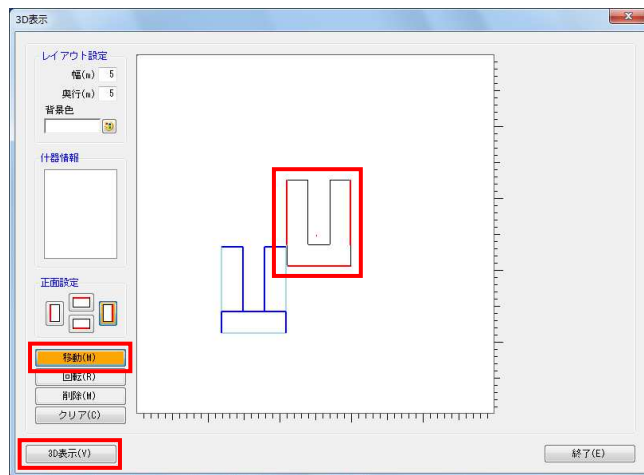 3D表示
レイアウト設定
幅(m) 5
奥行(m) 5
背景色
什器情報
正面設定
移動(M)
回転(R)
削除(M)
クリア(C)
3D表示(V)
終了(E)